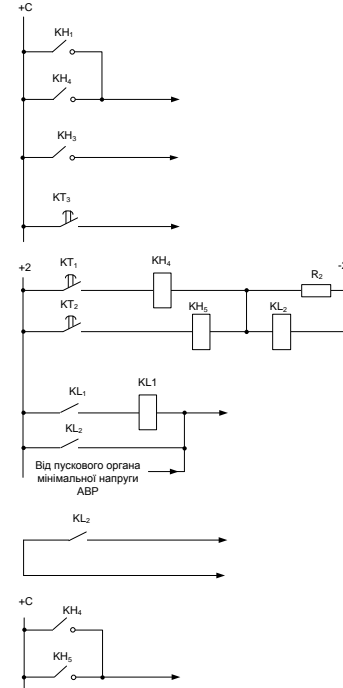 +C
KH₁
KH₄
KH₃
KT₃
+2
KT₁
KH₄
R₂
-2
KT₂
KH₅
KL₂
KL₁
KL1
KL₂
Від пускового органа
мінімальної напруги
АВР
KL₂
+C
KH₄
KH₅